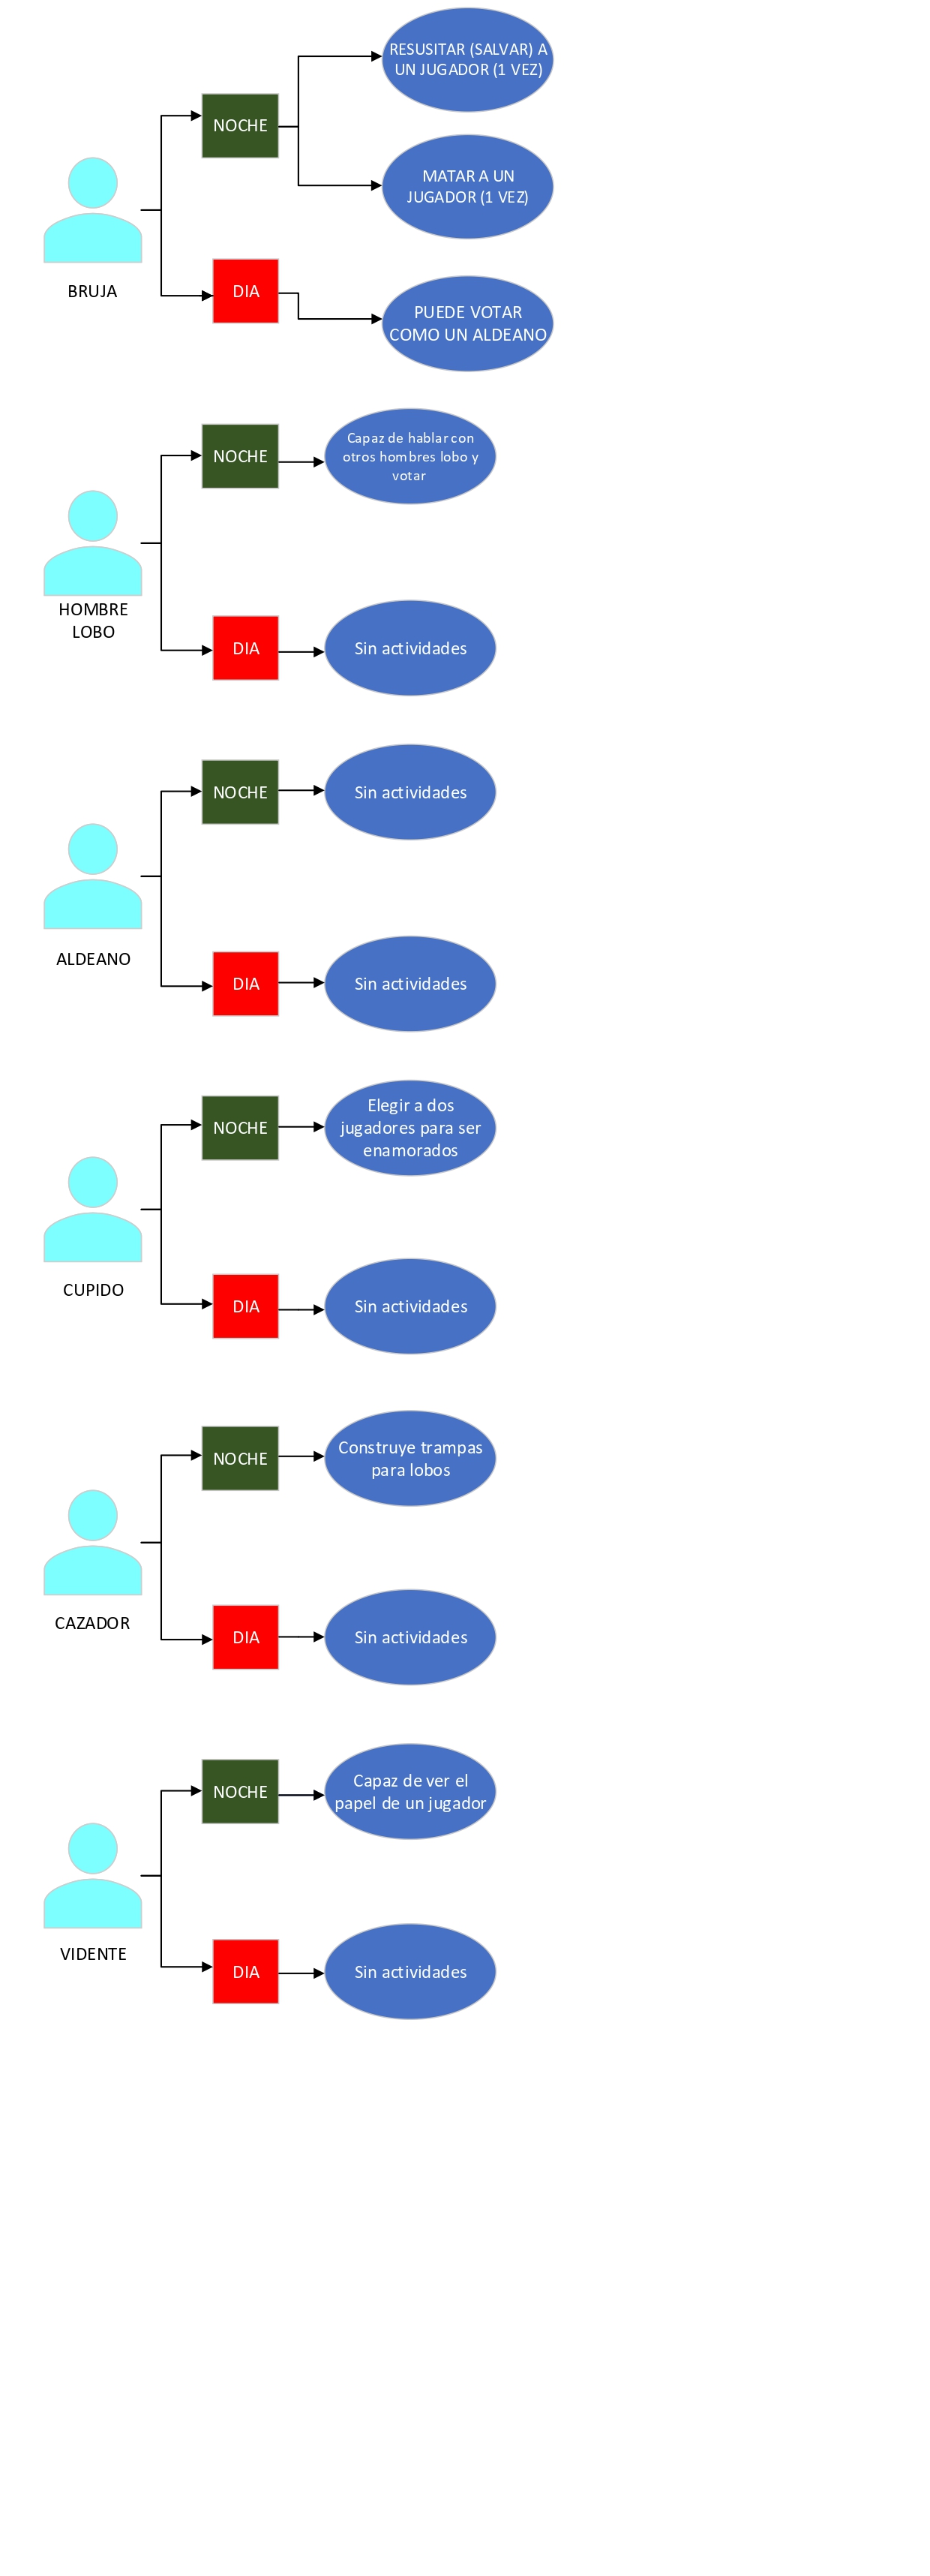 RESUSITAR (SALVAR) A
UN JUGADOR (1 VEZ)
NOCHE
MATAR A UN
JUGADOR (1 VEZ)
BRUJA
DIA
PUEDE VOTAR
COMO UN ALDEANO
NOCHE
Capaz de hablar con
otros hombres lobo y
votar
HOMBRE
LOBO
DIA
Sin actividades
NOCHE
Sin actividades
ALDEANO
DIA
Sin actividades
NOCHE
Elegir a dos
jugadores para ser
enamorados
CUPIDO
DIA
Sin actividades
NOCHE
Construye trampas
para lobos
CAZADOR
DIA
Sin actividades
NOCHE
Capaz de ver el
papel de un jugador
VIDENTE
DIA
Sin actividades